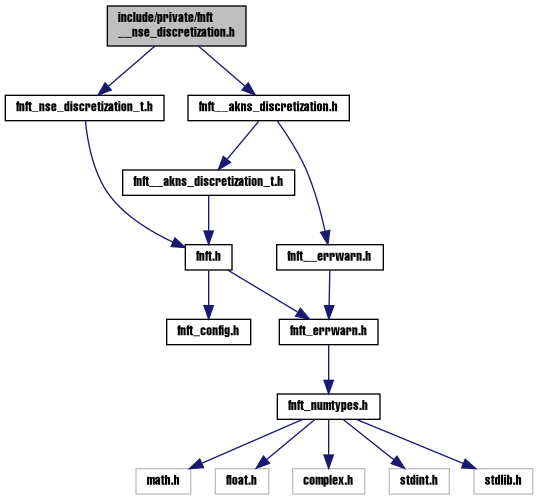 include/private/fnft
__nse_discretization.h
fnft_nse_discretization_t.h
fnft__akns_discretization.h
fnft__akns_discretization_t.h
fnft.h
fnft__errwarn.h
fnft_config.h
fnft_errwarn.h
fnft_numtypes.h
math.h
float.h
complex.h
stdint.h
stdlib.h